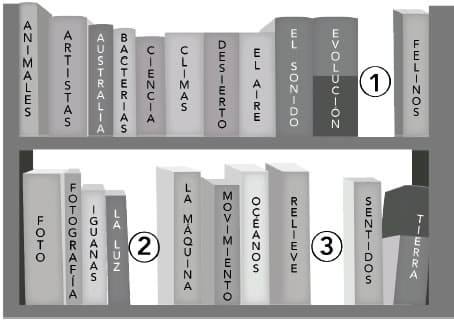 ANIMALES
ARTISTAS
AUSTRALIA
BACTERIAS
CIENCIA
CLIMAS
DESIERTO
EL AIRE
EL SONIDO
EVOLUCIÓN
1
FELINOS
FOTO
FOTOGRAFÍA
IGUANAS
LA LUZ
2
LA MÁQUINA
MOVIMIENTO
OCÉANOS
RELIEVE
3
SENTIDOS
TIERRA